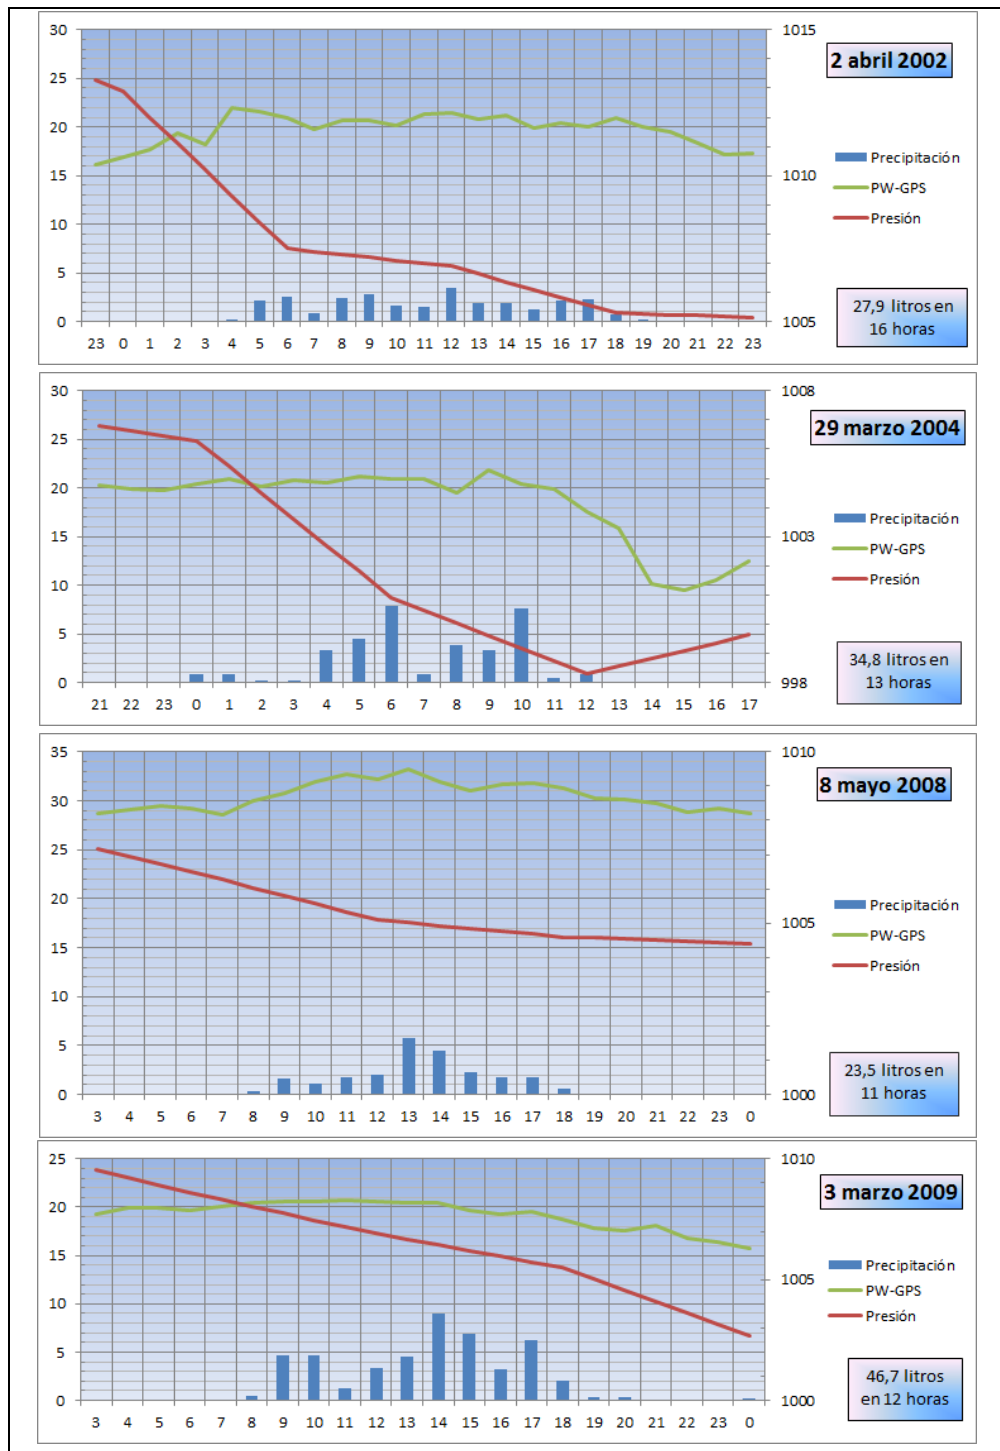 30
25
20
15
10
5
0
1015
1010
1005
23 0 1 2 3 4 5 6 7 8 9 10 11 12 13 14 15 16 17 18 19 20 21 22 23
2 abril 2002
Precipitación
PW-GPS
Presión
27,9 litros en
16 horas
30
25
20
15
10
5
0
1008
1003
998
21 22 23 0 1 2 3 4 5 6 7 8 9 10 11 12 13 14 15 16 17
29 marzo 2004
Precipitación
PW-GPS
Presión
34,8 litros en
13 horas
35
30
25
20
15
10
5
0
1010
1005
1000
3 4 5 6 7 8 9 10 11 12 13 14 15 16 17 18 19 20 21 22 23 0
8 mayo 2008
Precipitación
PW-GPS
Presión
23,5 litros en
11 horas
25
20
15
10
5
0
1010
1005
1000
3 4 5 6 7 8 9 10 11 12 13 14 15 16 17 18 19 20 21 22 23 0
3 marzo 2009
Precipitación
PW-GPS
Presión
46,7 litros
en 12 horas